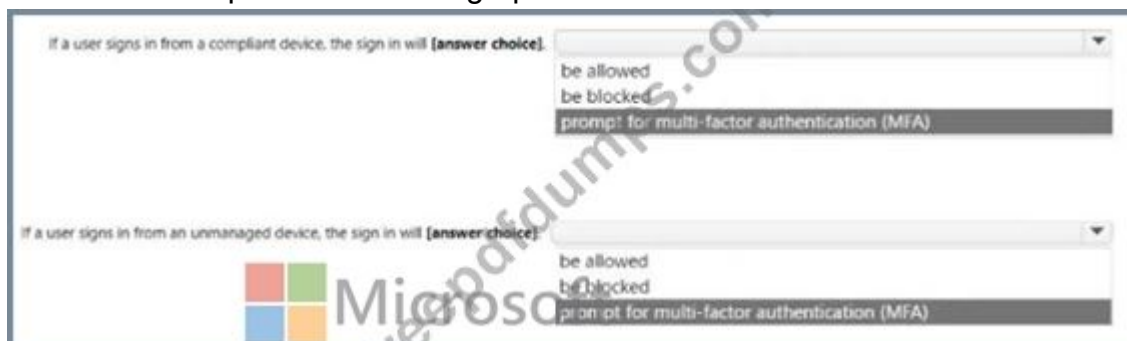 If a user signs in from a compliant device, the sign in will [answer choice].
be allowed
be blocked
prompt for multi-factor authentication (MFA)
If a user signs in from an unmanaged device, the sign in will [answer choice].
be allowed
be blocked
prompt for multi-factor authentication (MFA)
Microsoft